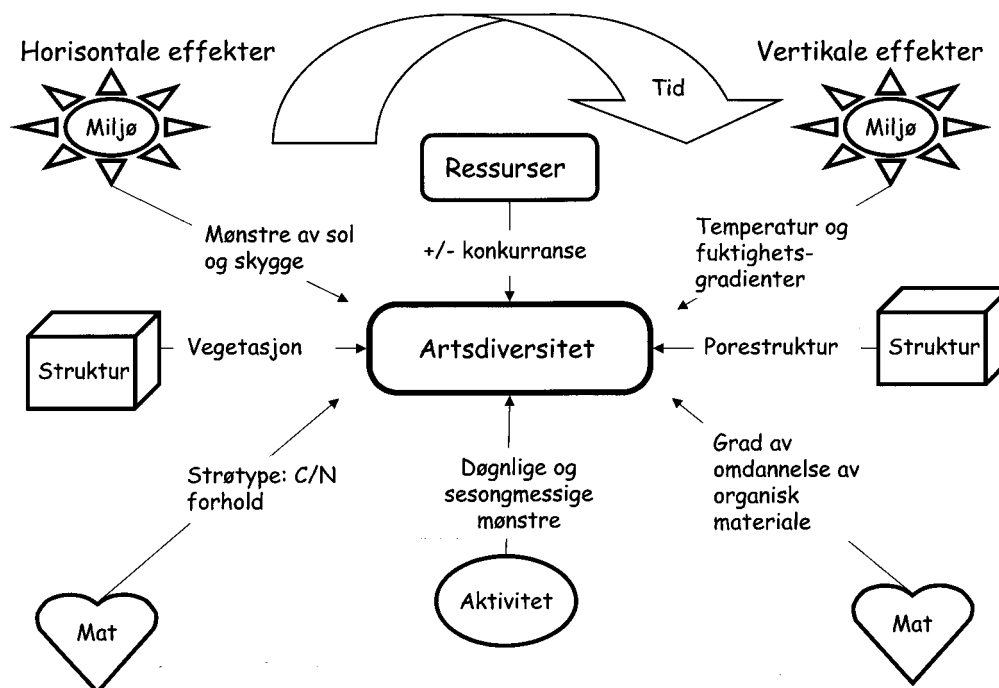 Horisontale effekter
Vertikale effekter
Tid
Miljø
Miljø
Ressurser
Mønstre av sol
og skygge
+/- konkurranse
Temperatur og
fuktighets-
gradienter
Struktur
Vegetasjon
Artsdiversitet
Porestruktur
Struktur
Strøtype: C/N
forhold
Døgnlige og
sesongmessige
mønstre
Grad av
omdannelse av
organisk
materiale
Mat
Aktivitet
Mat